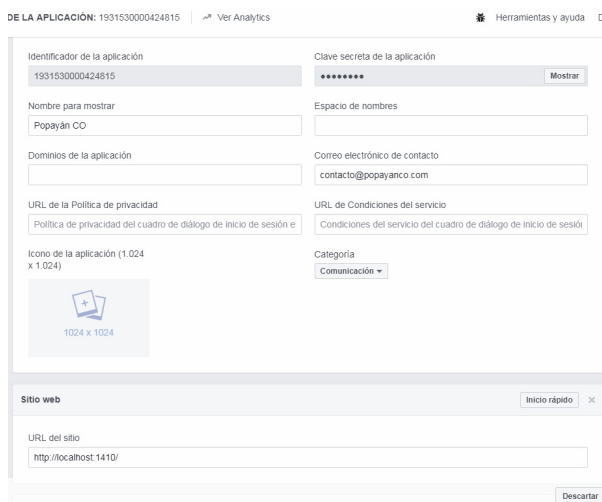 DE LA APLICACIÓN: 1931530000424815 Ver Analytics Herramientas y ayuda D
Identificador de la aplicación
1931530000424815
Clave secreta de la aplicación
●●●●●●●● Mostrar
Nombre para mostrar
Popayán CO
Espacio de nombres
Dominios de la aplicación
Correo electrónico de contacto
contacto@popayanco.com
URL de la Política de privacidad
Política de privacidad del cuadro de diálogo de inicio de sesión e
URL de Condiciones del servicio
Condiciones del servicio del cuadro de diálogo de inicio de sesió
Icono de la aplicación (1.024
x 1.024)
1024 x 1024
Categoría
Comunicación
Sitio web Inicio rápido
URL del sitio
http://localhost:1410/
Descartar